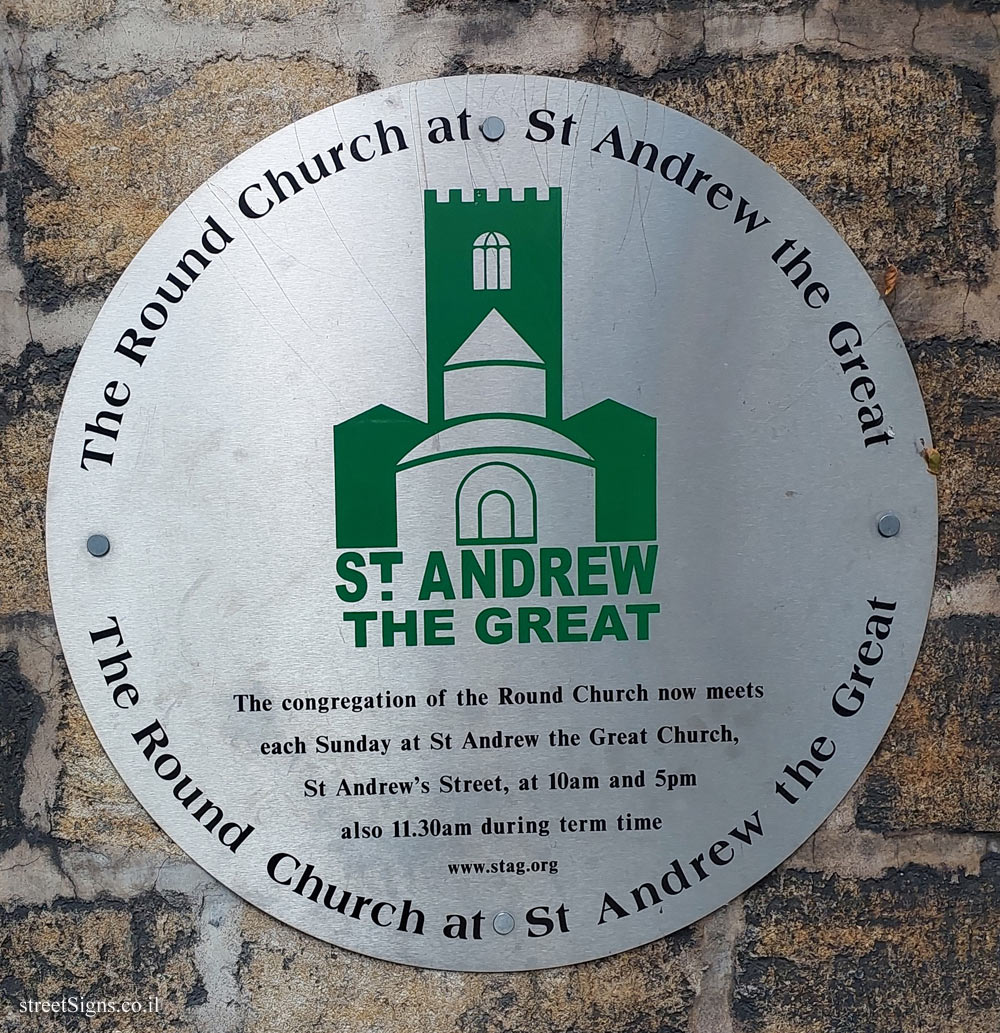 The Round Church at St Andrew the Great
ST ANDREW
THE GREAT
The congregation of the Round Church now meets
each Sunday at St Andrew the Great Church,
St Andrew's Street, at 10am and 5pm
also 11.30am during term time
www.stag.org
The Round Church at St Andrew the Great
streetSigns.co.il